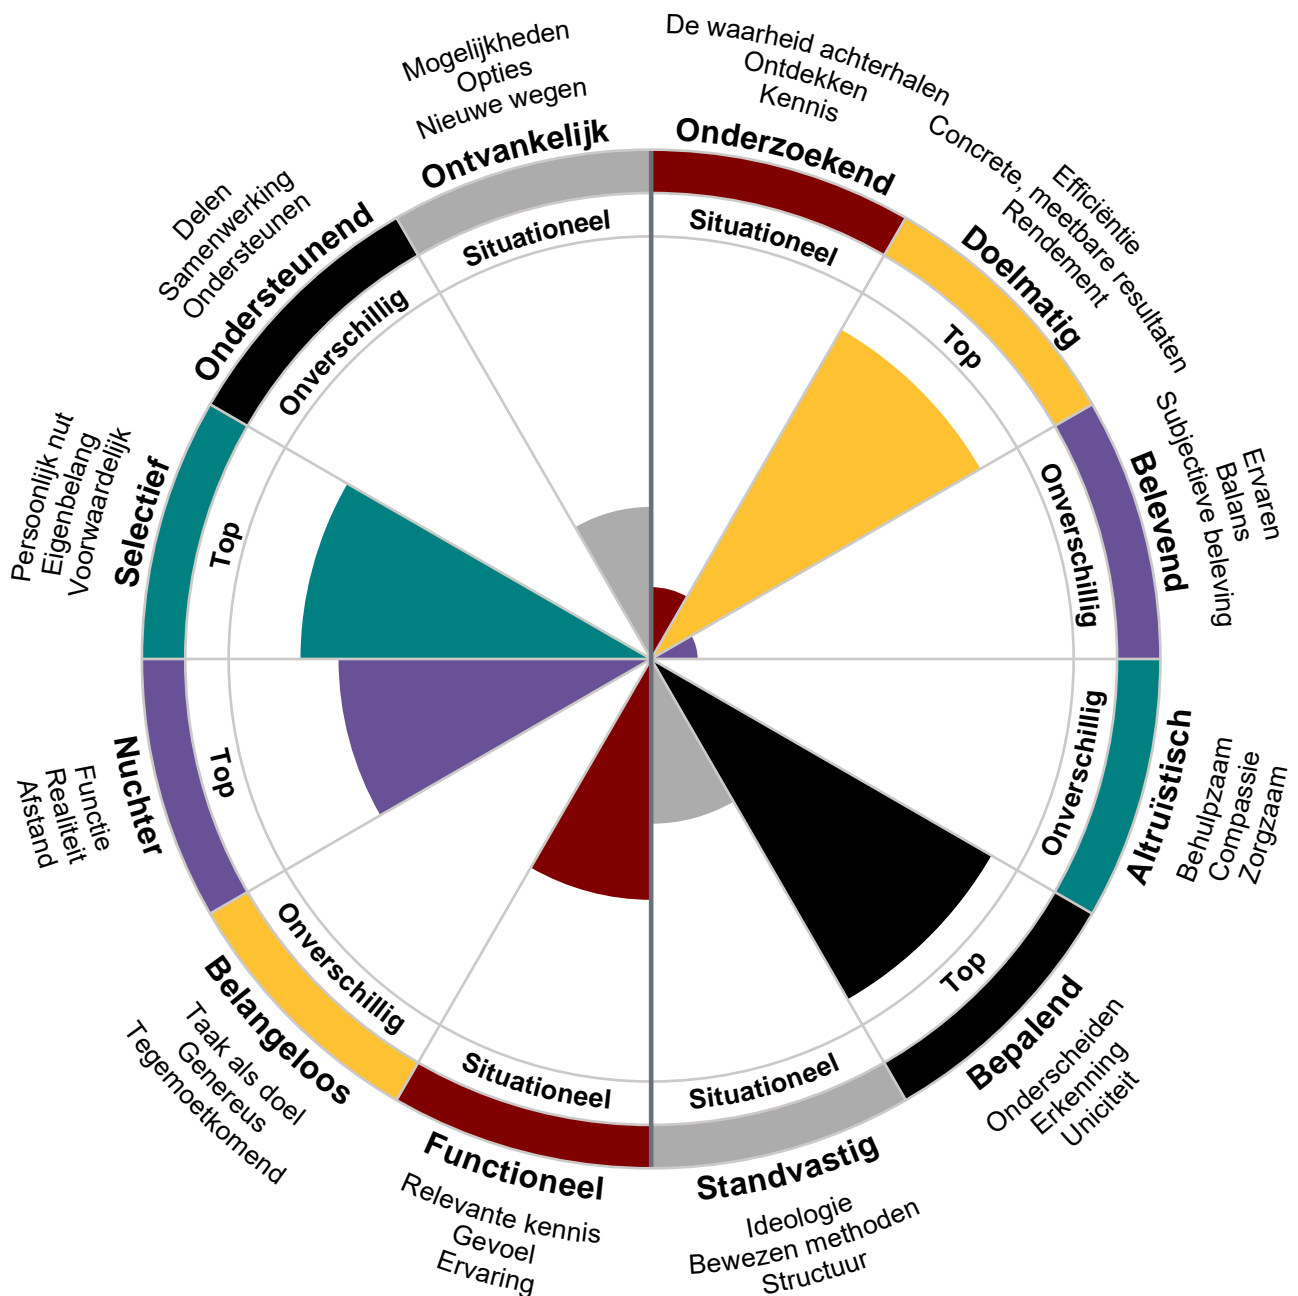 De waarheid achterhalen
Ontdekken
Kennis
Onderzoekend
Situationeel
Efficiëntie
Concrete, meetbare resultaten
Rendement
Doelmatig
Top
Ervaren
Balans
Subjectieve beleving
Belevend
Onverschillig
Altruïstisch
Onverschillig
Behulpzaam
Compassie
Zorgzaam
Bepalend
Top
Onderscheiden
Erkenning
Uniciteit
Situationeel
Standvastig
Ideologie
Bewezen methoden
Structuur
Situationeel
Functioneel
Relevante kennis
Gevoel
Ervaring
Onverschillig
Belangeloos
Taak als doel
Genereus
Tegemoetkomend
Top
Nuchter
Functie
Realiteit
Afstand
Persoonlijk nut
Eigenbelang
Voorwaardelijk
Selectief
Top
Delen
Samenwerking
Ondersteunen
Ondersteunend
Onverschillig
Mogelijkheden
Opties
Nieuwe wegen
Ontvankelijk
Situationeel